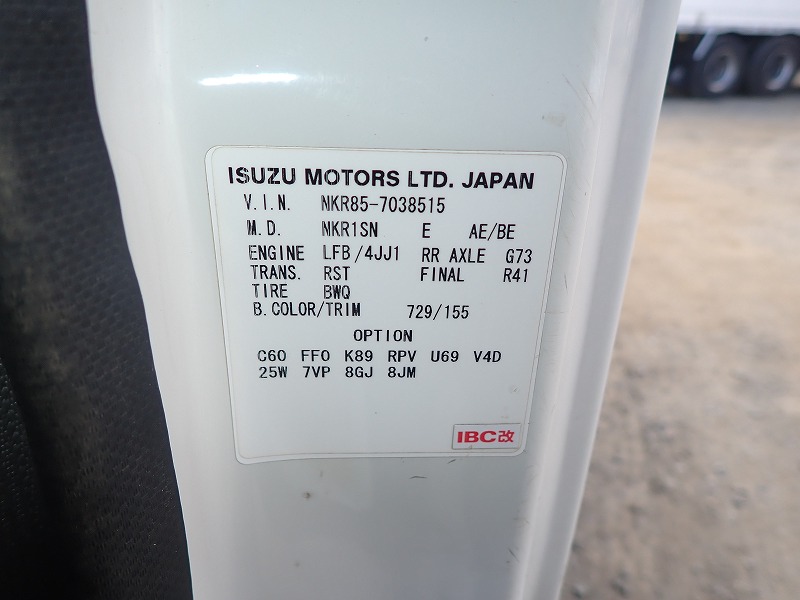 ISUZU MOTORS LTD. JAPAN
V.I.N. NKR85-7038515
M.D. NKR1SN E AE/BE
ENGINE LFB/4JJ1 RR AXLE G73
TRANS. RST FINAL R41
TIRE BWQ
B.COLOR/TRIM 729/155
OPTION
C60 FF0 K89 RPV U69 V4D
25W 7VP 8GJ 8JM
IBC改